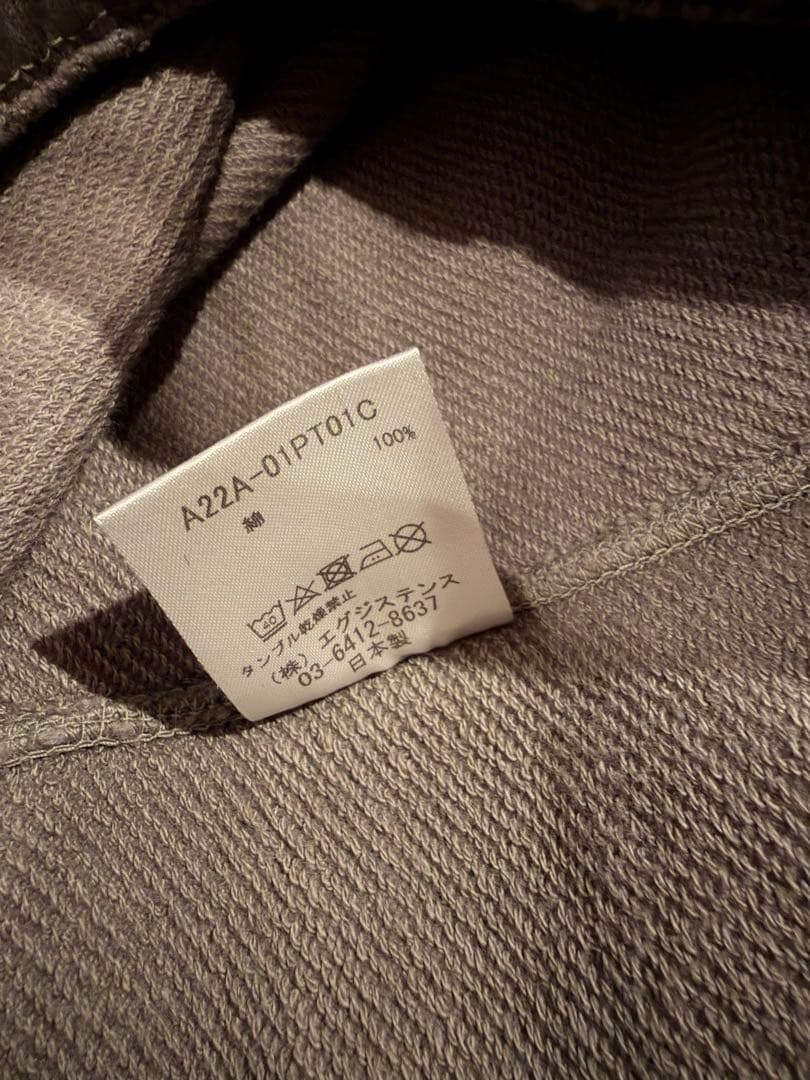 A22A-01PT01C
綿 100%
40
タンブル乾燥禁止
(株) エグジステンス
03-6412-8637
日本製